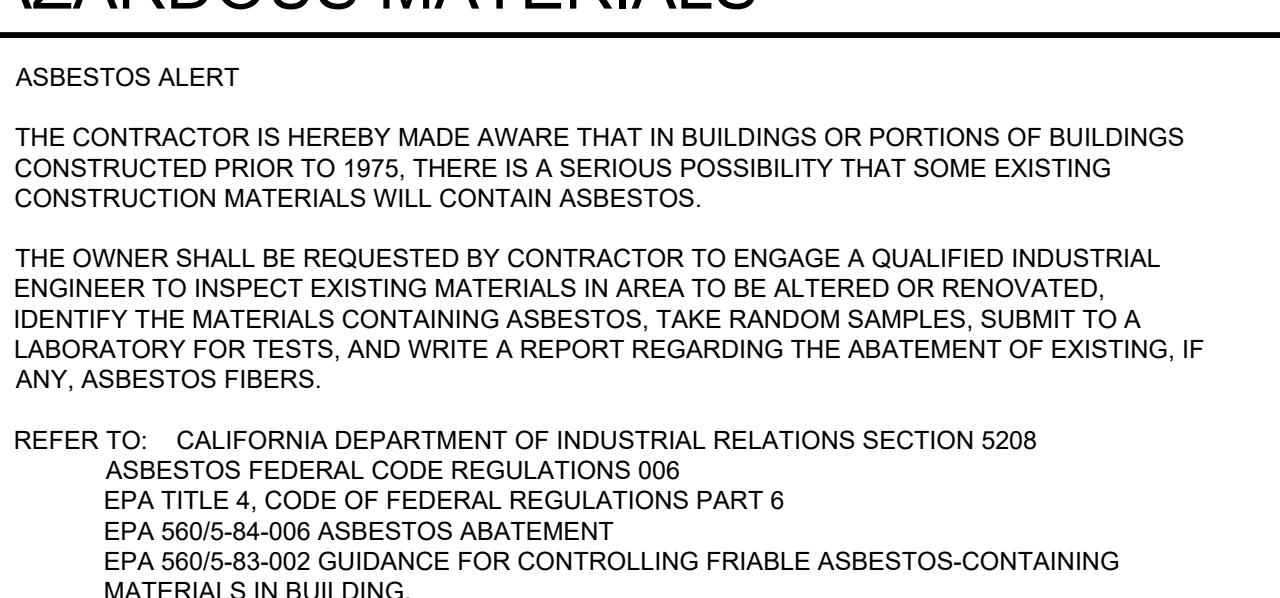 AZARDOUS MATERIALS
ASBESTOS ALERT
THE CONTRACTOR IS HEREBY MADE AWARE THAT IN BUILDINGS OR PORTIONS OF BUILDINGS
CONSTRUCTED PRIOR TO 1975, THERE IS A SERIOUS POSSIBILITY THAT SOME EXISTING
CONSTRUCTION MATERIALS WILL CONTAIN ASBESTOS.
THE OWNER SHALL BE REQUESTED BY CONTRACTOR TO ENGAGE A QUALIFIED INDUSTRIAL
ENGINEER TO INSPECT EXISTING MATERIALS IN AREA TO BE ALTERED OR RENOVATED,
IDENTIFY THE MATERIALS CONTAINING ASBESTOS, TAKE RANDOM SAMPLES, SUBMIT TO A
LABORATORY FOR TESTS, AND WRITE A REPORT REGARDING THE ABATEMENT OF EXISTING, IF
ANY, ASBESTOS FIBERS.
REFER TO: CALIFORNIA DEPARTMENT OF INDUSTRIAL RELATIONS SECTION 5208
ASBESTOS FEDERAL CODE REGULATIONS 006
EPA TITLE 4, CODE OF FEDERAL REGULATIONS PART 6
EPA 560/5-84-006 ASBESTOS ABATEMENT
EPA 560/5-83-002 GUIDANCE FOR CONTROLLING FRIABLE ASBESTOS-CONTAINING
MATERIALS IN BUILDING.